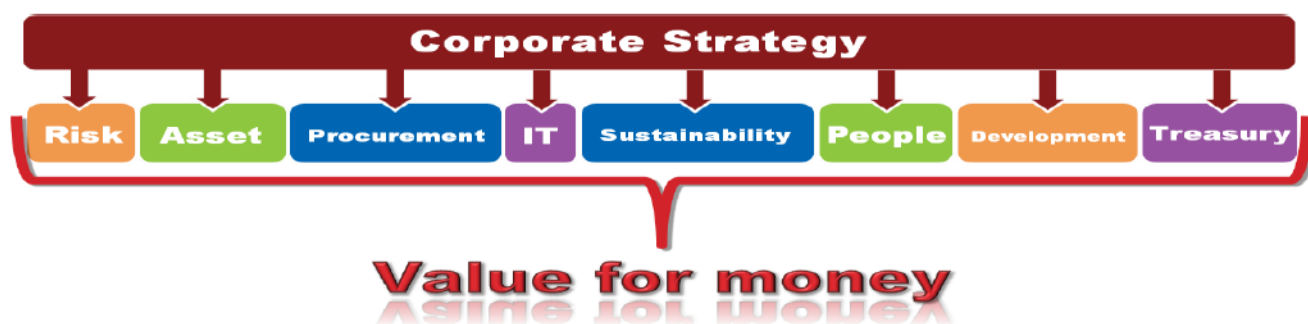 Corporate Strategy
Risk Asset Procurement IT Sustainability People Development Treasury
Value for money